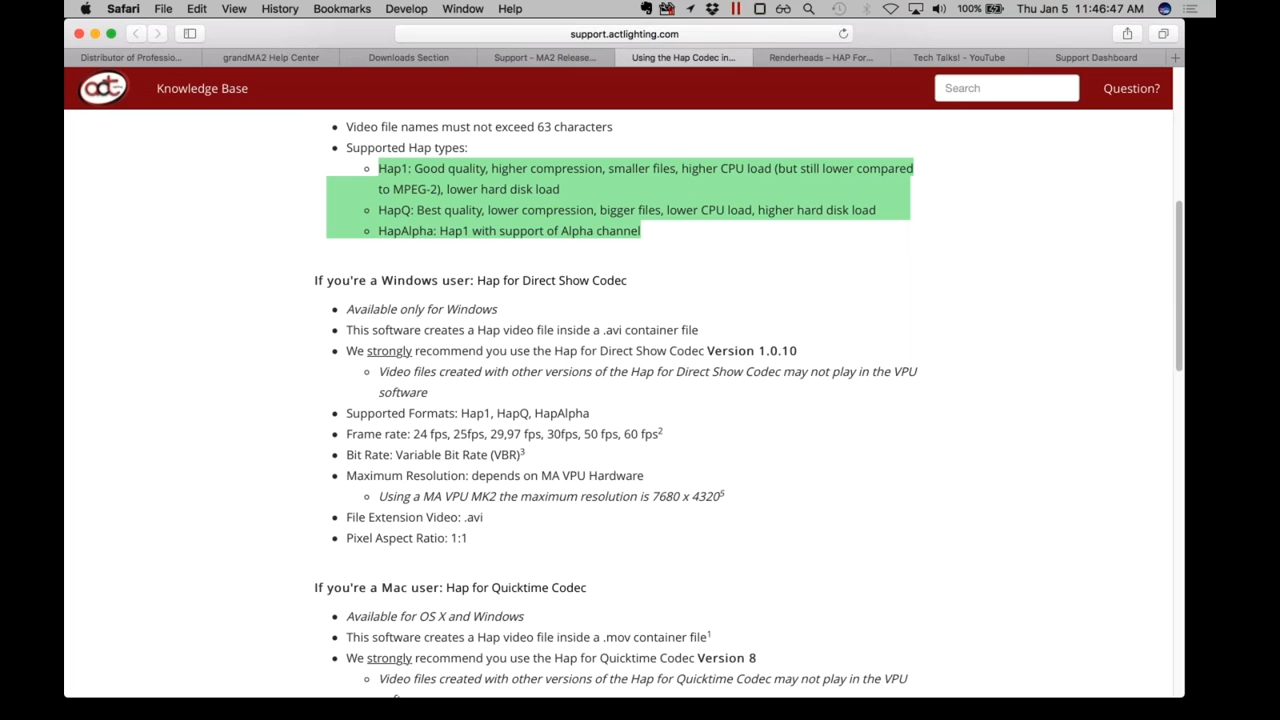 Safari File Edit View History Bookmarks Develop Window Help 100% Thu Jan 5 11:46:47 AM
support.actlighting.com
Distributor of Professio... grandMA2 Help Center Downloads Section Support - MA2 Release... Using the Hap Codec in... Renderheads – HAP For... Tech Talks! - YouTube Support Dashboard
act Knowledge Base Search Question?
• Video file names must not exceed 63 characters
• Supported Hap types:
Hap1: Good quality, higher compression, smaller files, higher CPU load (but still lower compared
to MPEG-2), lower hard disk load
HapQ: Best quality, lower compression, bigger files, lower CPU load, higher hard disk load
HapAlpha: Hap1 with support of Alpha channel
If you're a Windows user: Hap for Direct Show Codec
• Available only for Windows
• This software creates a Hap video file inside a .avi container file
• We strongly recommend you use the Hap for Direct Show Codec Version 1.0.10
Video files created with other versions of the Hap for Direct Show Codec may not play in the VPU
software
• Supported Formats: Hap1, HapQ, HapAlpha
• Frame rate: 24 fps, 25fps, 29,97 fps, 30fps, 50 fps, 60 fps2
• Bit Rate: Variable Bit Rate (VBR)3
• Maximum Resolution: depends on MA VPU Hardware
Using a MA VPU MK2 the maximum resolution is 7680 x 43205
• File Extension Video: .avi
• Pixel Aspect Ratio: 1:1
If you're a Mac user: Hap for Quicktime Codec
• Available for OS X and Windows
• This software creates a Hap video file inside a .mov container file1
• We strongly recommend you use the Hap for Quicktime Codec Version 8
Video files created with other versions of the Hap for Quicktime Codec may not play in the VPU